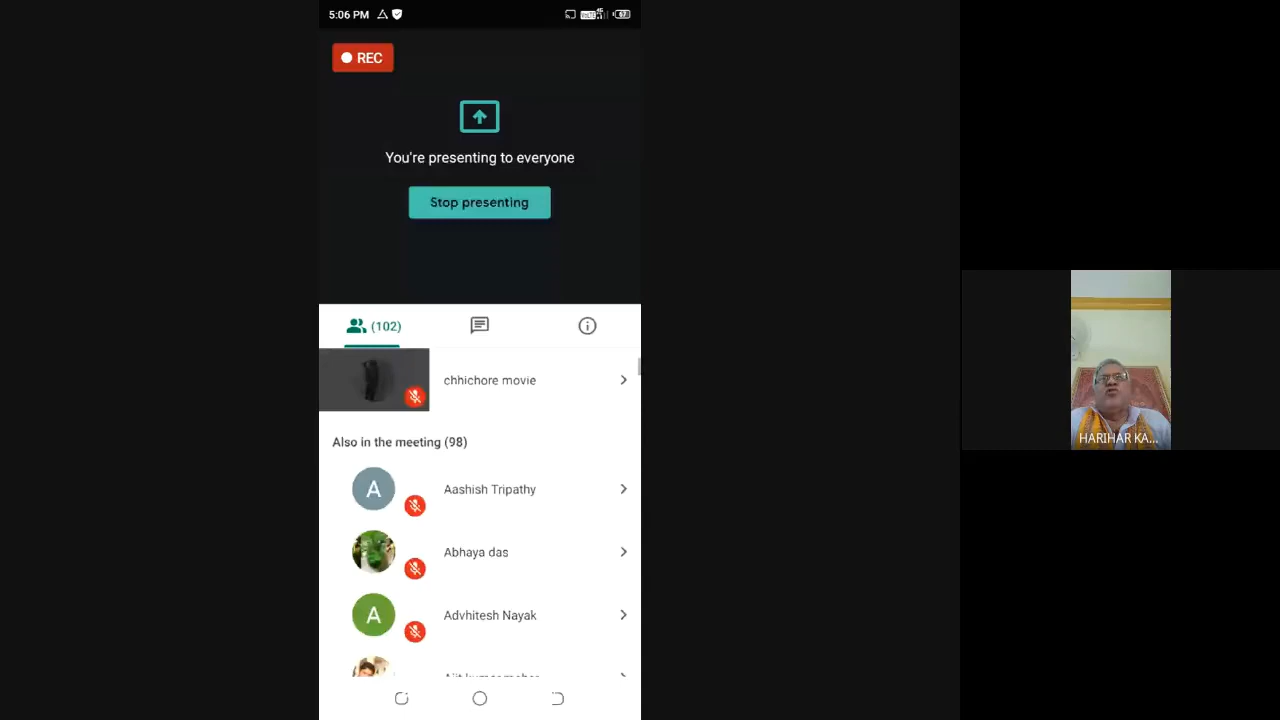 5:06 PM
67
REC
You're presenting to everyone
Stop presenting
(102)
chhichore movie
Also in the meeting (98)
A
Aashish Tripathy
Abhaya das
A
Advhitesh Nayak
HARIHAR KA...